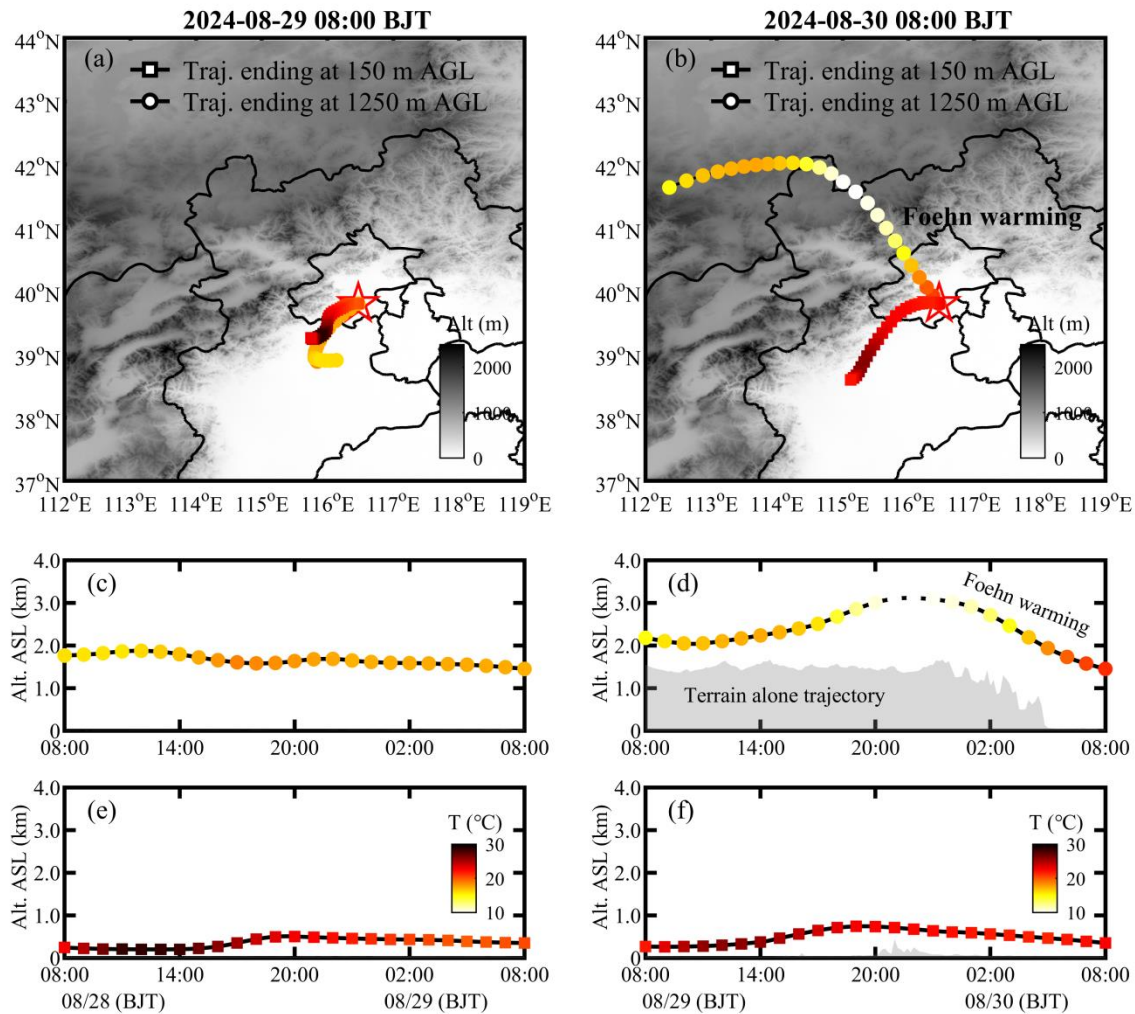 2024-08-29 08:00 BJT
2024-08-30 08:00 BJT
(a)
Traj. ending at 150 m AGL
Traj. ending at 1250 m AGL
44°N
43°N
42°N
41°N
40°N
39°N
38°N
37°N
112°E 113°E 114°E 115°E 116°E 117°E 118°E 119°E
Alt (m)
2000
1000
0
(b)
Traj. ending at 150 m AGL
Traj. ending at 1250 m AGL
Foehn warming
44°N
43°N
42°N
41°N
40°N
39°N
38°N
37°N
112°E 113°E 114°E 115°E 116°E 117°E 118°E 119°E
Alt (m)
2000
1000
0
(c)
Alt. ASL (km)
4.0
3.0
2.0
1.0
0
08:00 14:00 20:00 02:00 08:00
(d)
Foehn warming
Terrain alone trajectory
Alt. ASL (km)
4.0
3.0
2.0
1.0
0
08:00 14:00 20:00 02:00 08:00
(e)
Alt. ASL (km)
4.0
3.0
2.0
1.0
0
T (°C)
30
20
10
08:00 14:00 20:00 02:00 08:00
08/28 (BJT) 08/29 (BJT)
(f)
Alt. ASL (km)
4.0
3.0
2.0
1.0
0
T (°C)
30
20
10
08:00 14:00 20:00 02:00 08:00
08/29 (BJT) 08/30 (BJT)